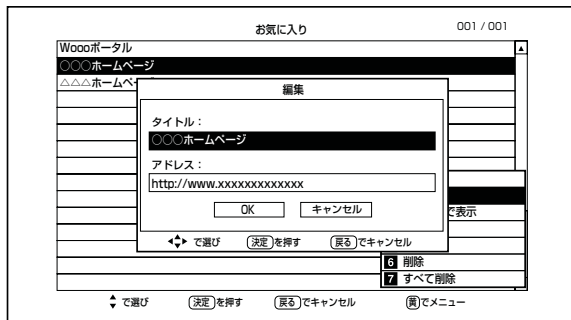 お気に入り
001 / 001
Woooポータル
○○○ホームページ
△△△ホームペ
編集
タイトル：
○○○ホームページ
アドレス：
http://www.xxxxxxxxxxxxx
OK キャンセル
で選び 決定を押す 戻るでキャンセル
で表示
6 削除
7 すべて削除
で選び 決定を押す 戻るでキャンセル 黄でメニュー